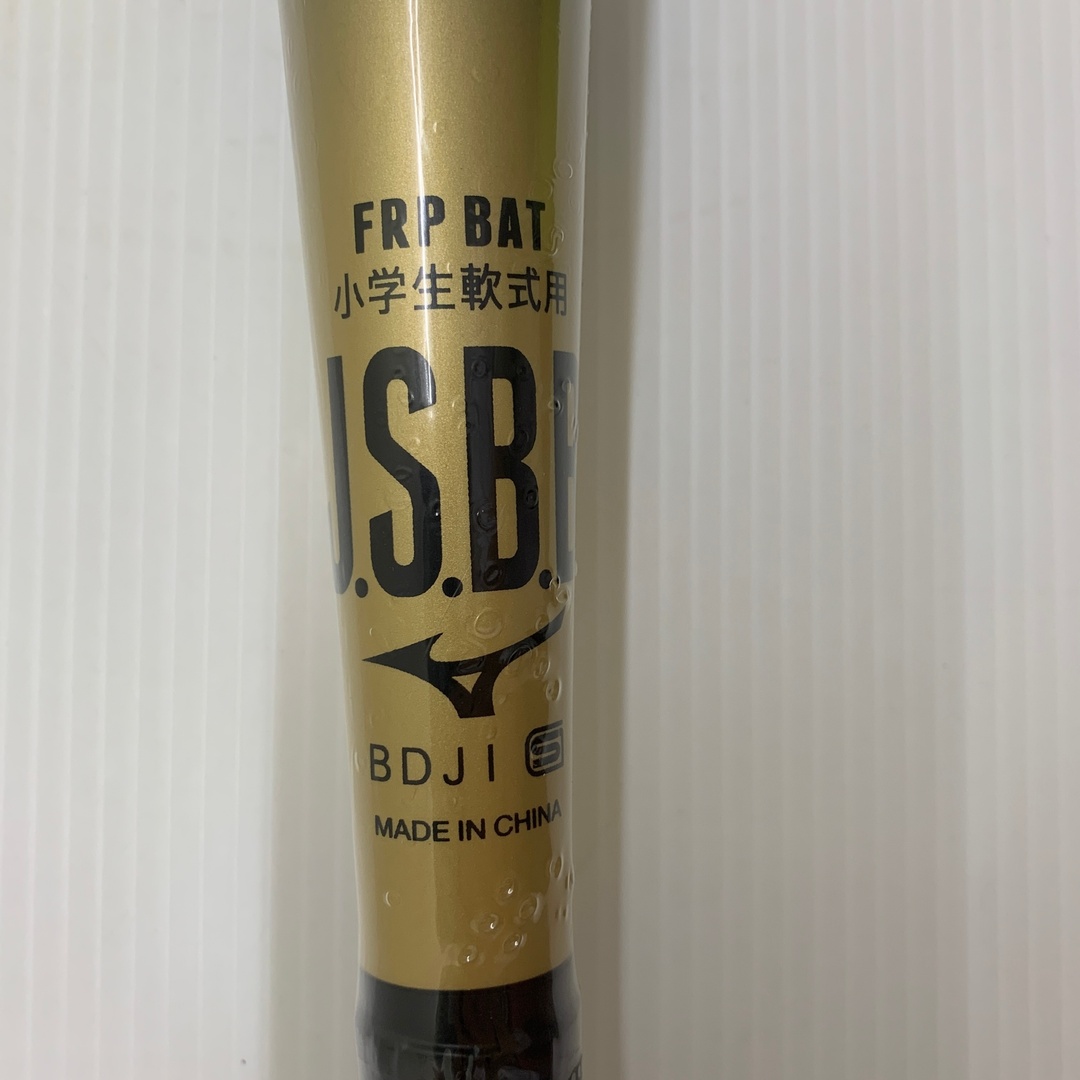 FRP BAT
小学生軟式用
J.S.B.B
BDJI S
MADE IN CHINA